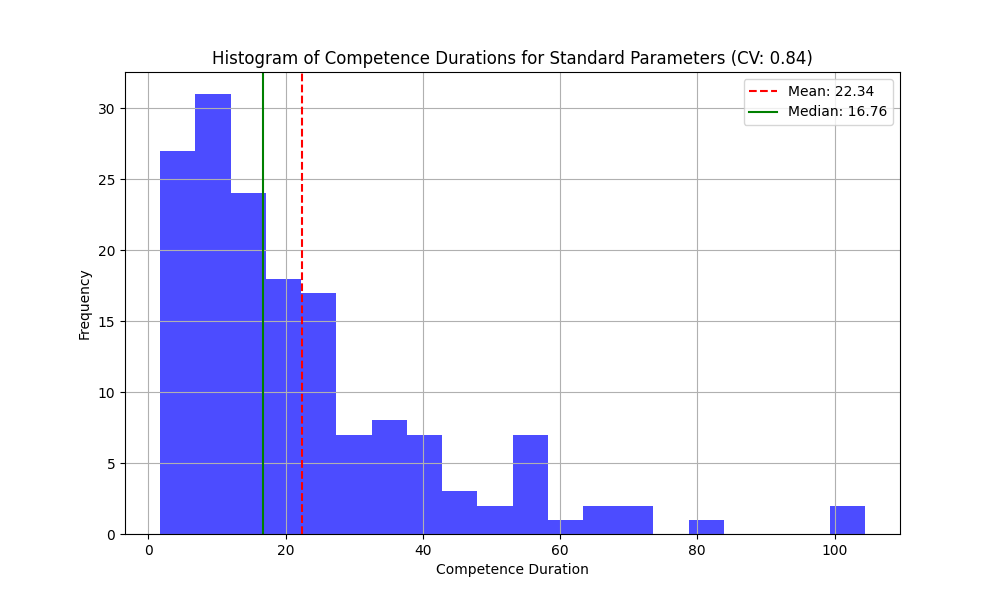 Histogram of Competence Durations for Standard Parameters (CV: 0.84)
Mean: 22.34
Median: 16.76
30
25
20
15
10
5
0
Frequency
0 20 40 60 80 100
Competence Duration